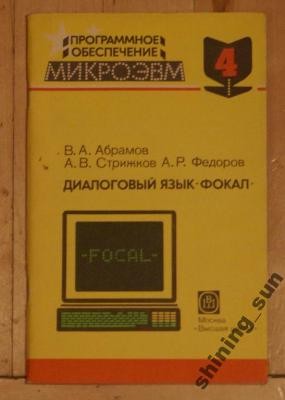 ПРОГРАММНОЕ
ОБЕСПЕЧЕНИЕ
МИКРОЭВМ
4
В. А. Абрамов
А. В. Стрижков А. Р. Федоров
ДИАЛОГОВЫЙ ЯЗЫК «ФОКАЛ»
-FOCAL-
Москва
«Высшая
shining_sun